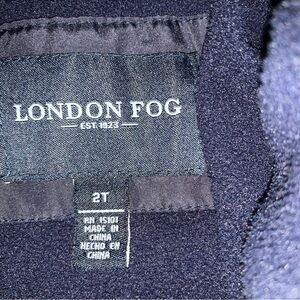 LONDON FOG
EST. 1923
2T
RN 15101
MADE IN
CHINA
HECHO EN
CHINA